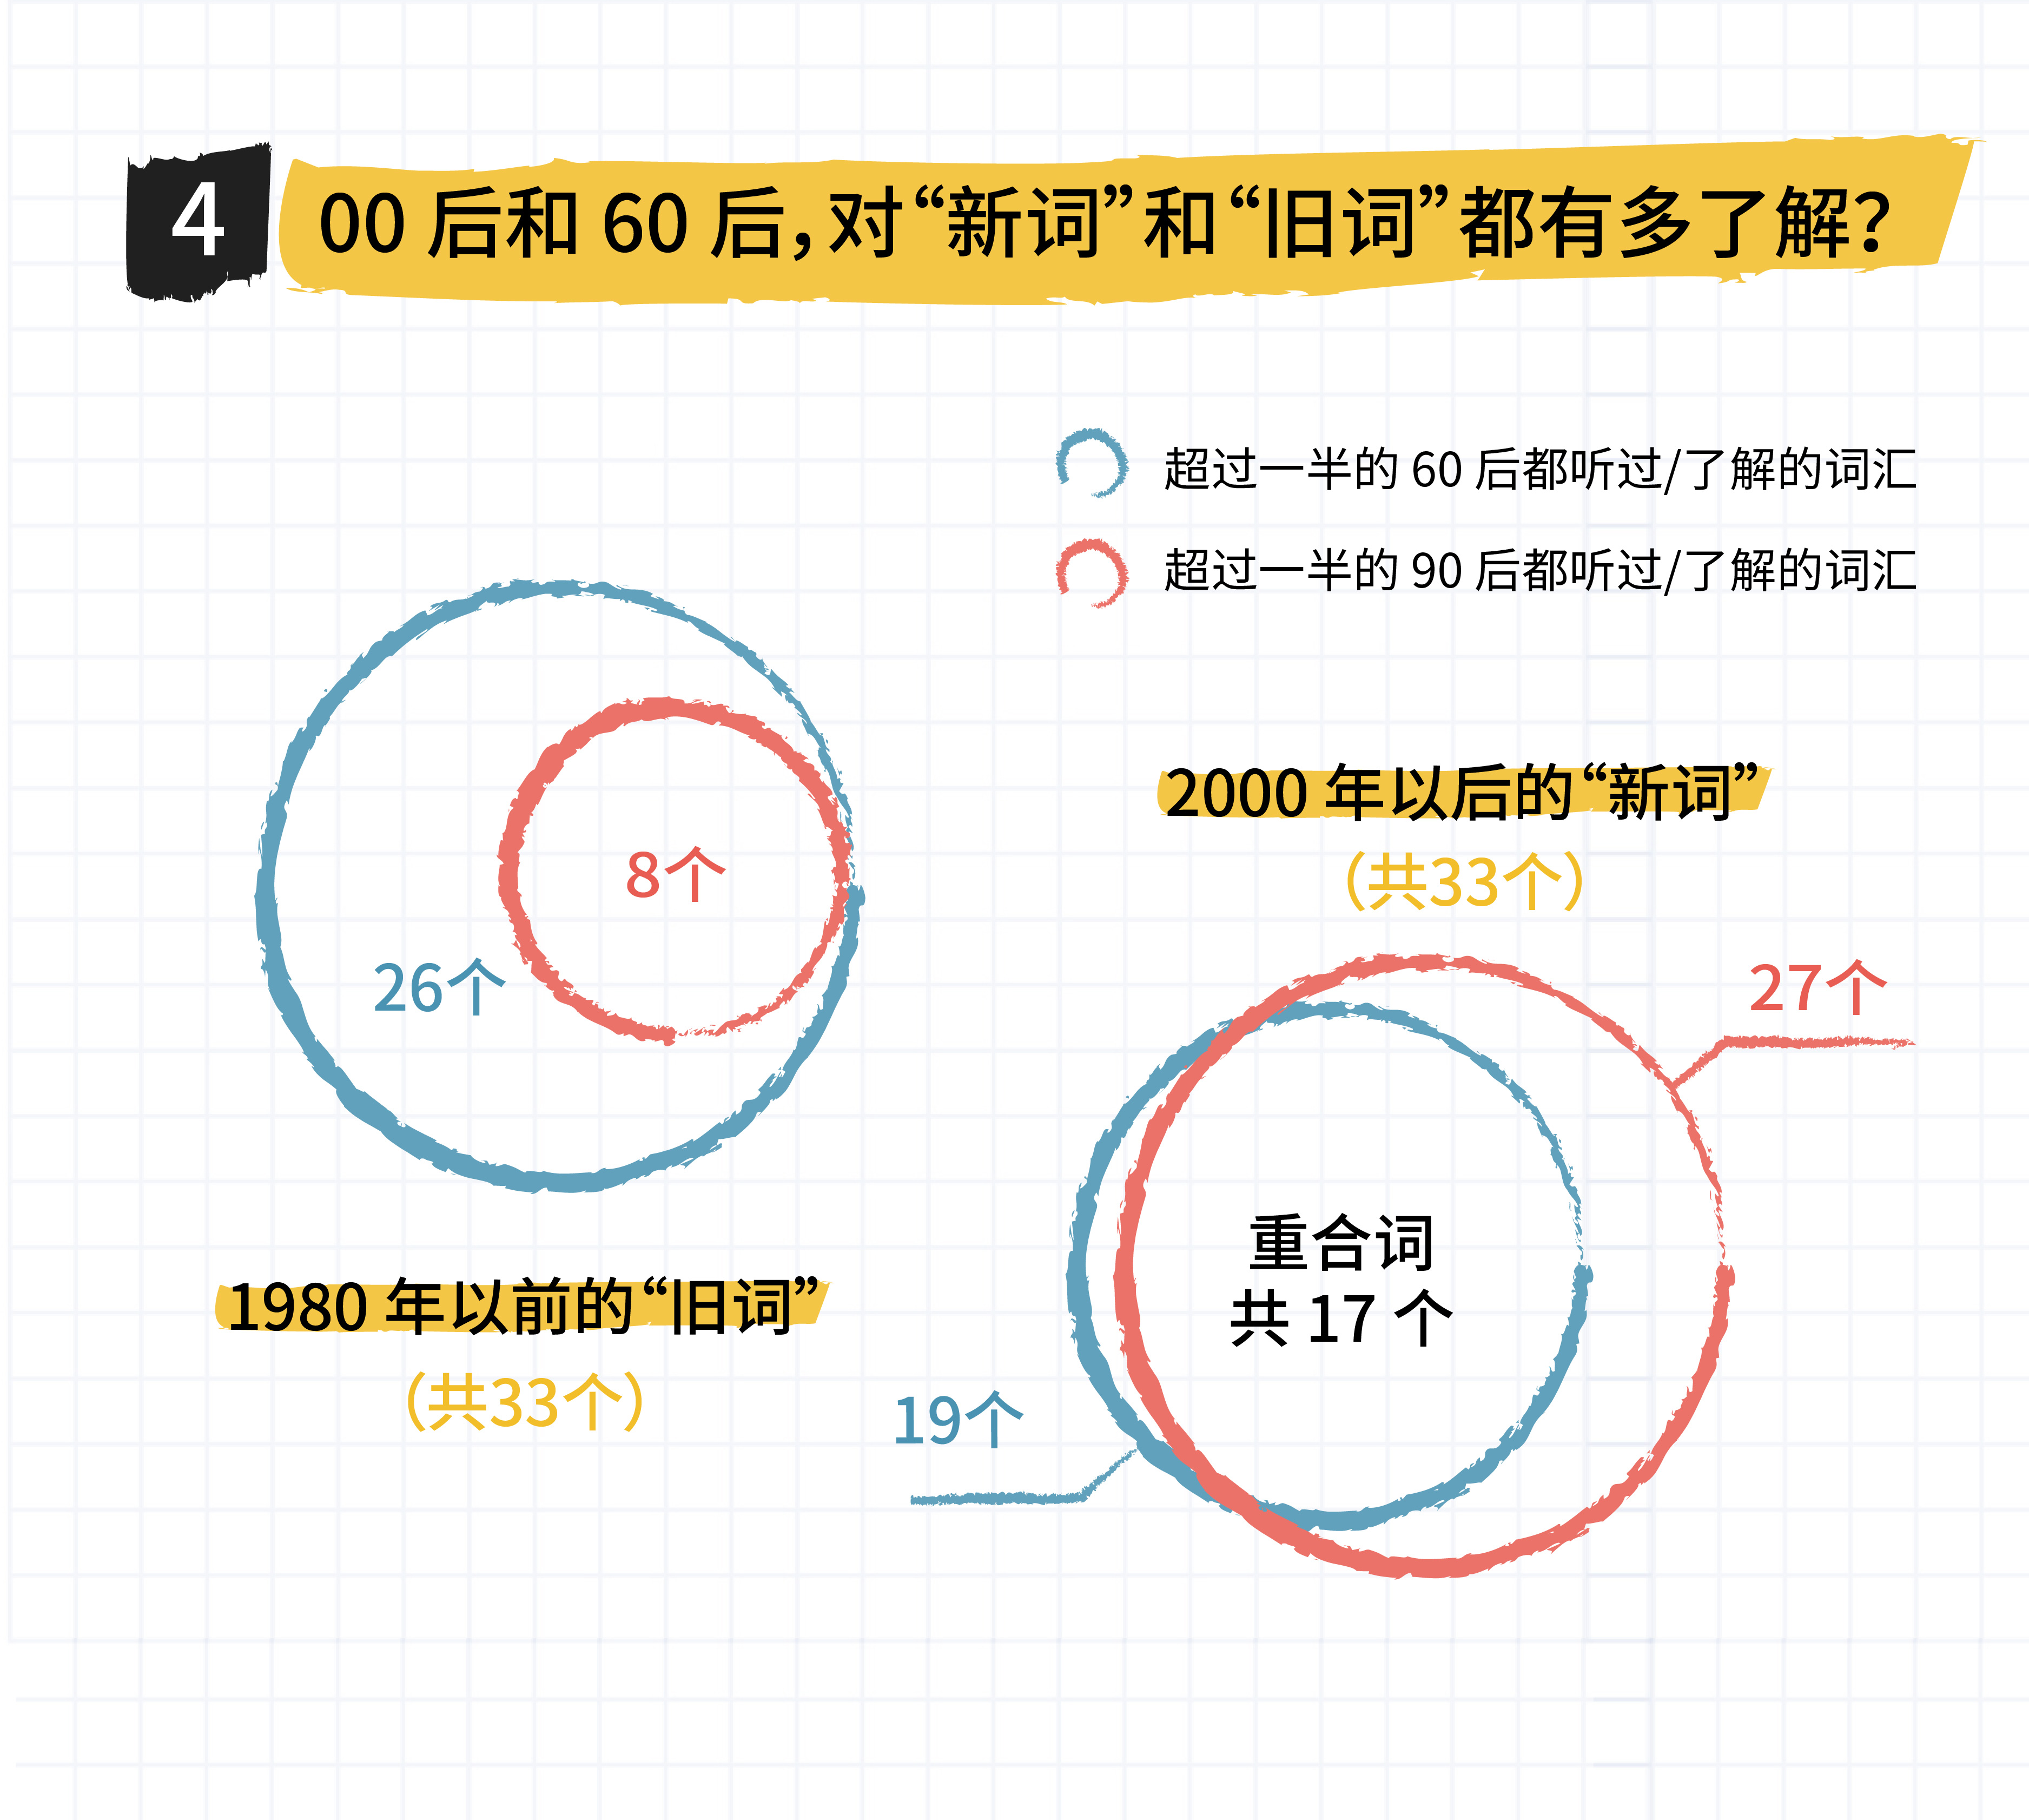 4
00 后和 60 后，对“新词”和“旧词”都有多了解？
超过一半的 60 后都听过/了解的词汇
超过一半的 90 后都听过/了解的词汇
8个
26个
1980 年以前的“旧词”
（共33个）
2000 年以后的“新词”
（共33个）
27个
重合词
共 17 个
19个